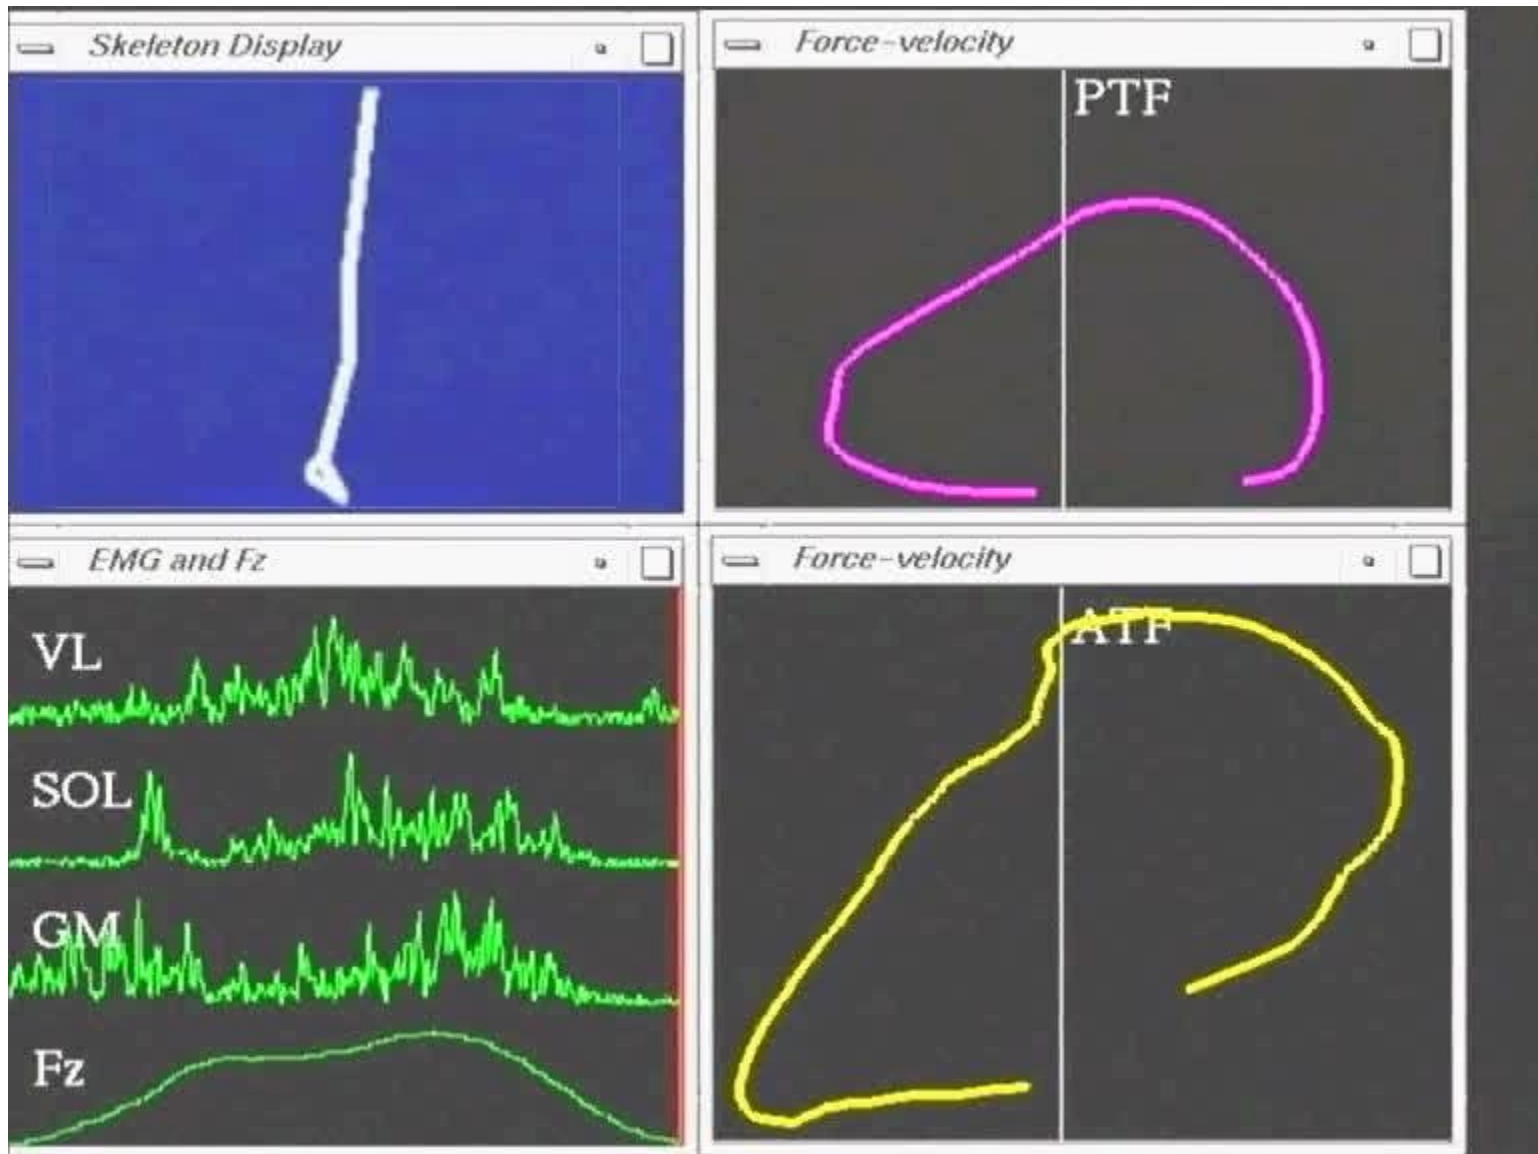 Skeleton Display
Force-velocity
PTF
EMG and Fz
VL
SOL
GM
Fz
Force-velocity
ATF